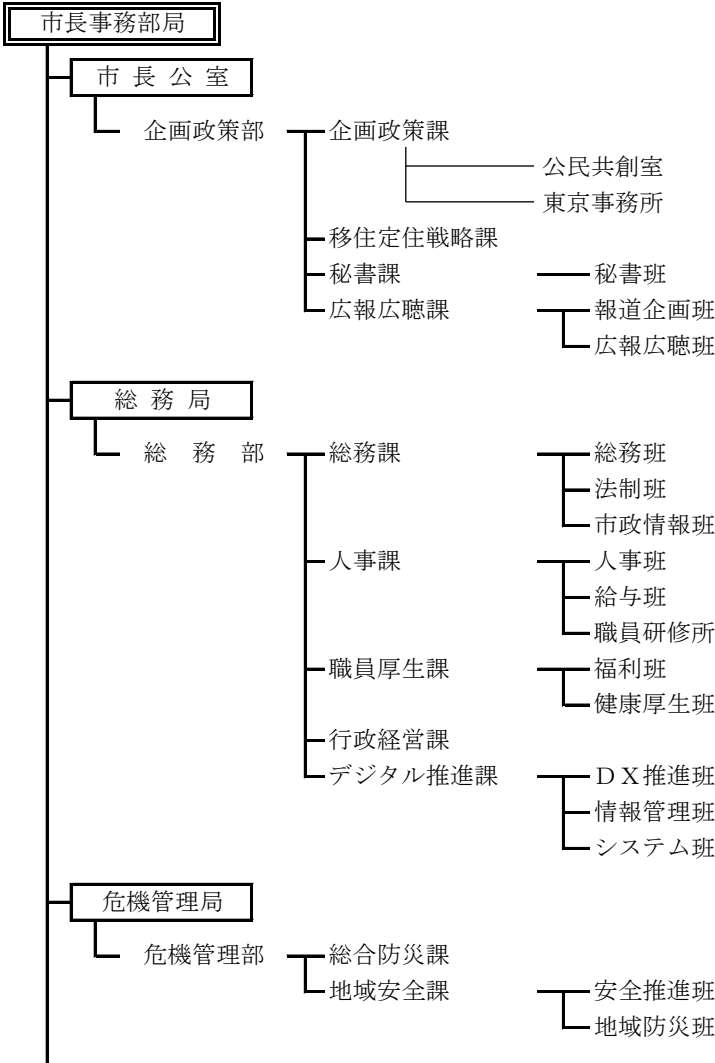 市長事務部局
市 長 公 室
企画政策部 企画政策課
公民共創室
東京事務所
移住定住戦略課
秘書課 秘書班
広報広聴課 報道企画班
広報広聴班
総 務 局
総 務 部 総務課 総務班
法制班
市政情報班
人事課 人事班
給与班
職員研修所
職員厚生課 福利班
健康厚生班
行政経営課
デジタル推進課 ＤＸ推進班
情報管理班
システム班
危機管理局
危機管理部 総合防災課
地域安全課 安全推進班
地域防災班